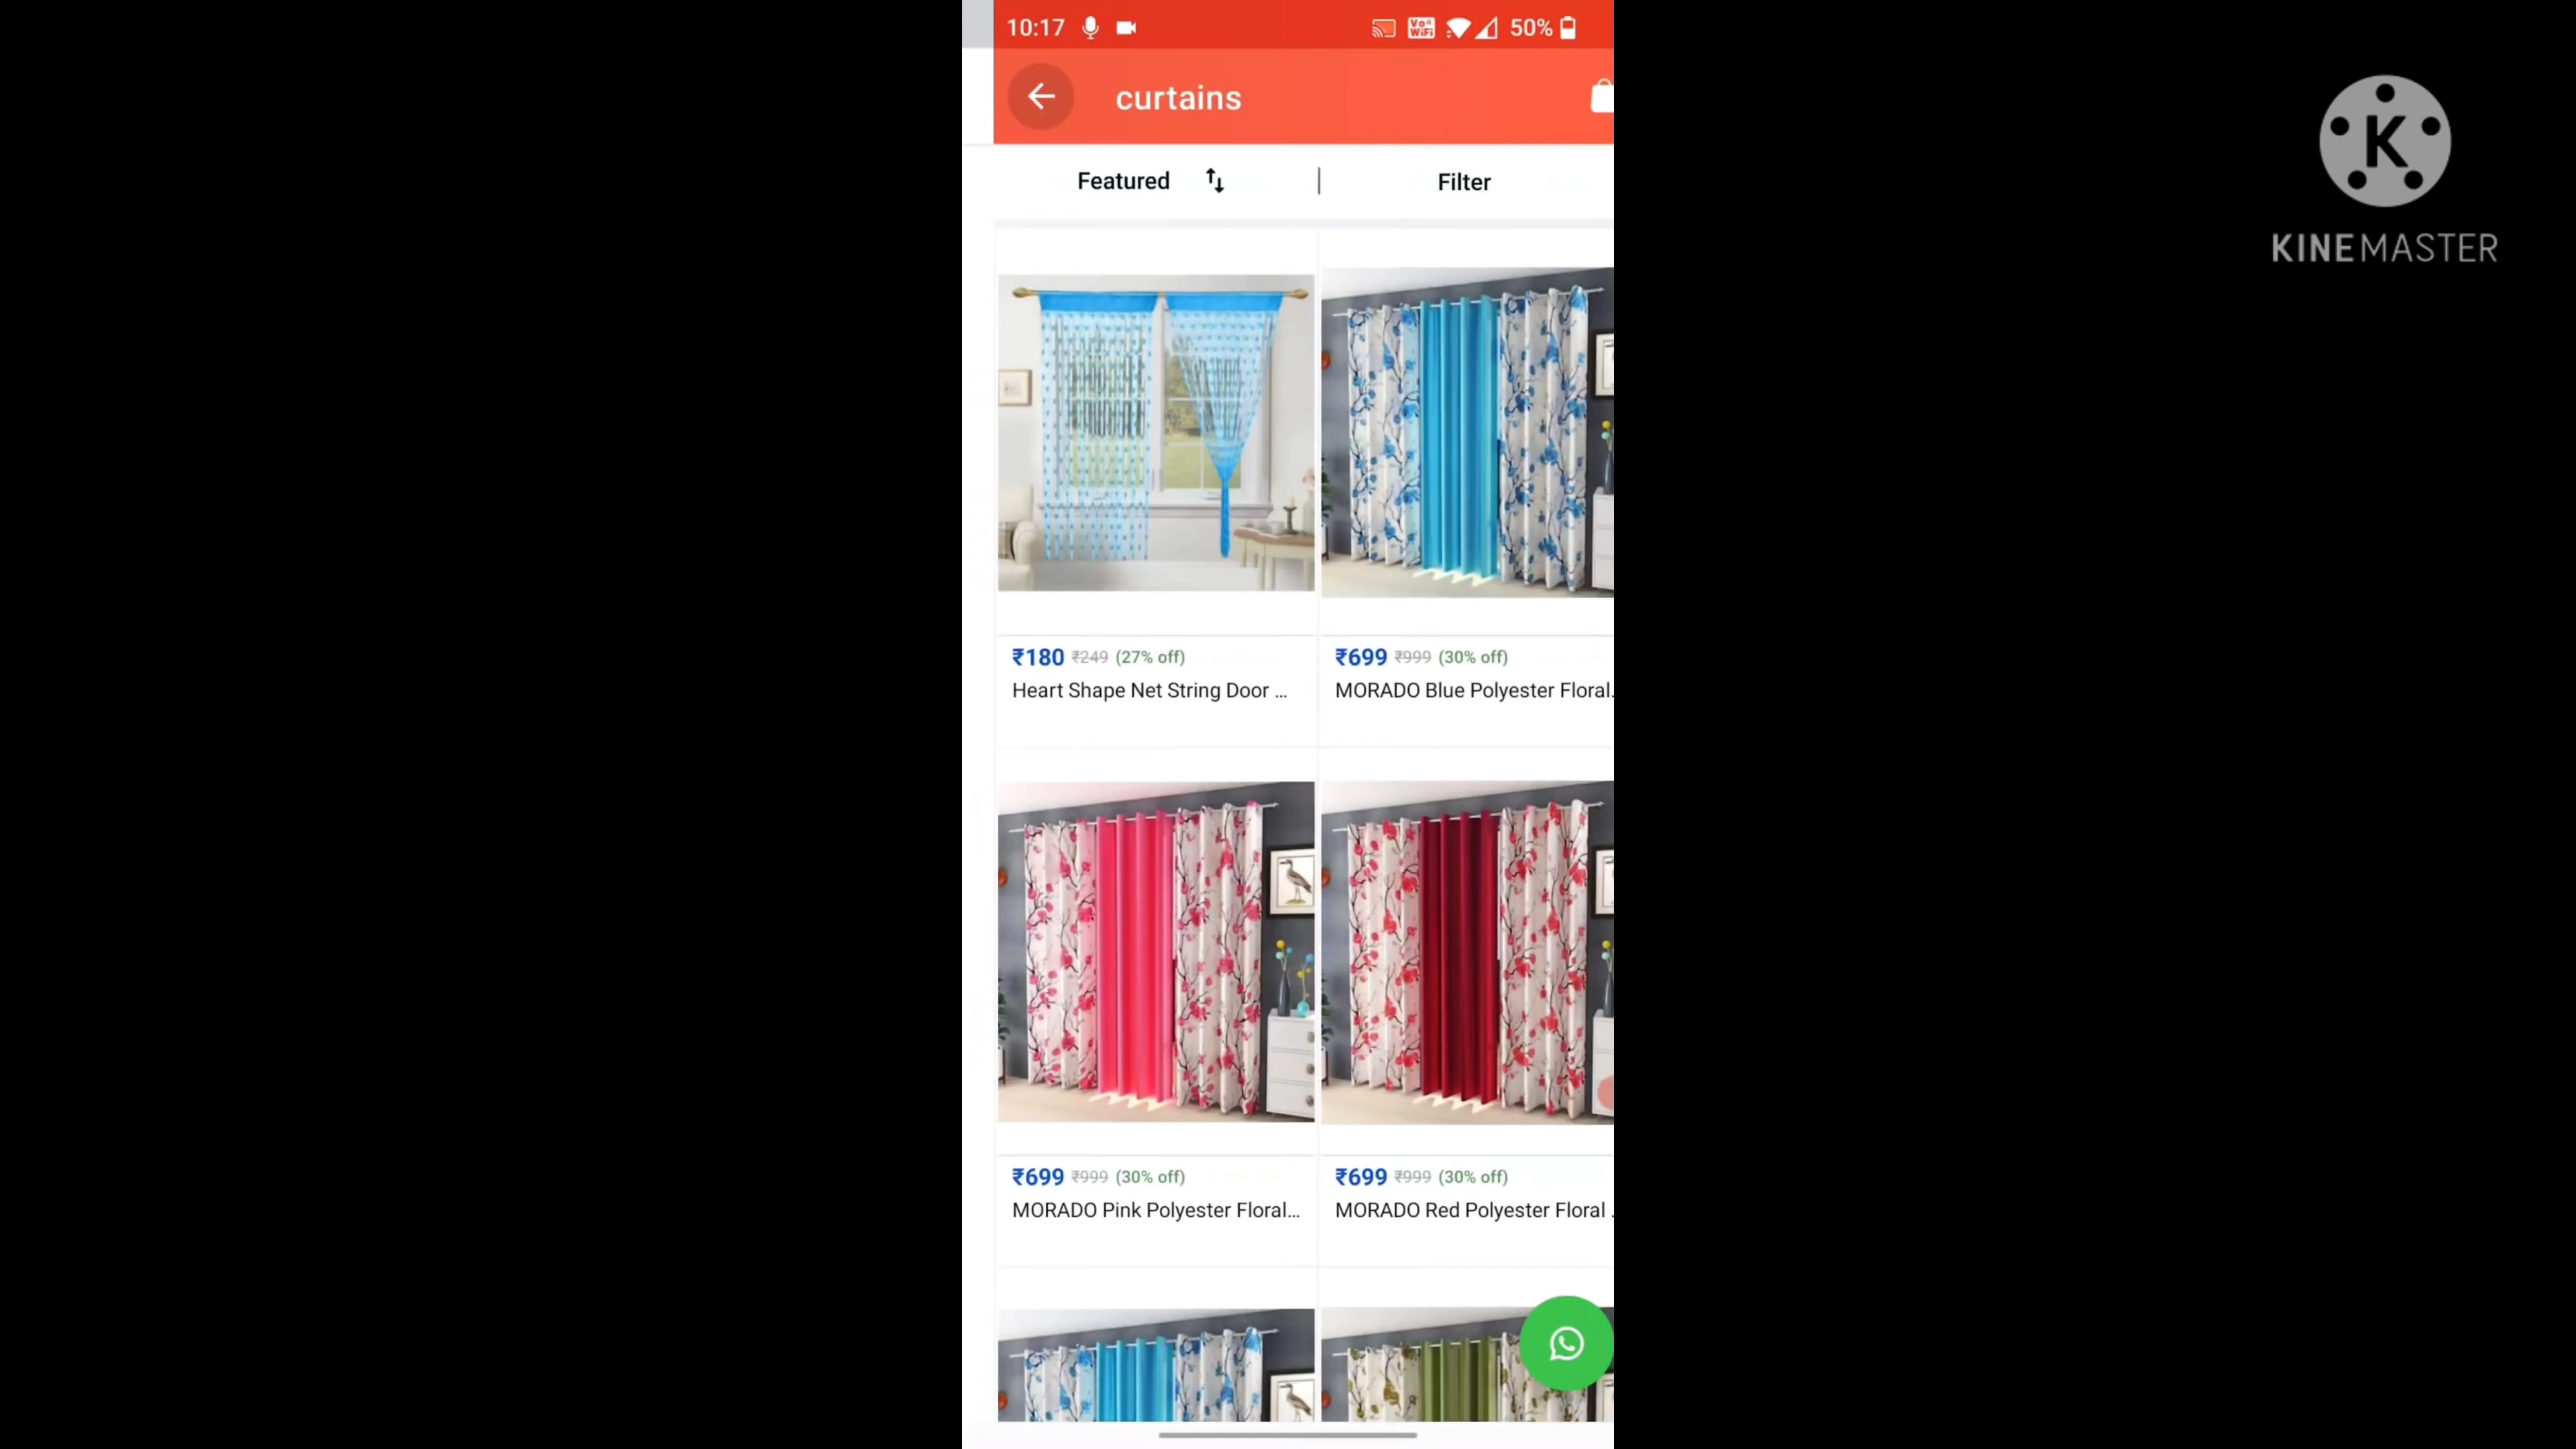 10:17
Vo))
WiFi
50%
curtains
K
KINEMASTER
Featured
Filter
₹180 ₹249 (27% off)
Heart Shape Net String Door ...
₹699 ₹999 (30% off)
MORADO Blue Polyester Floral.
₹699 ₹999 (30% off)
MORADO Pink Polyester Floral...
₹699 ₹999 (30% off)
MORADO Red Polyester Floral .